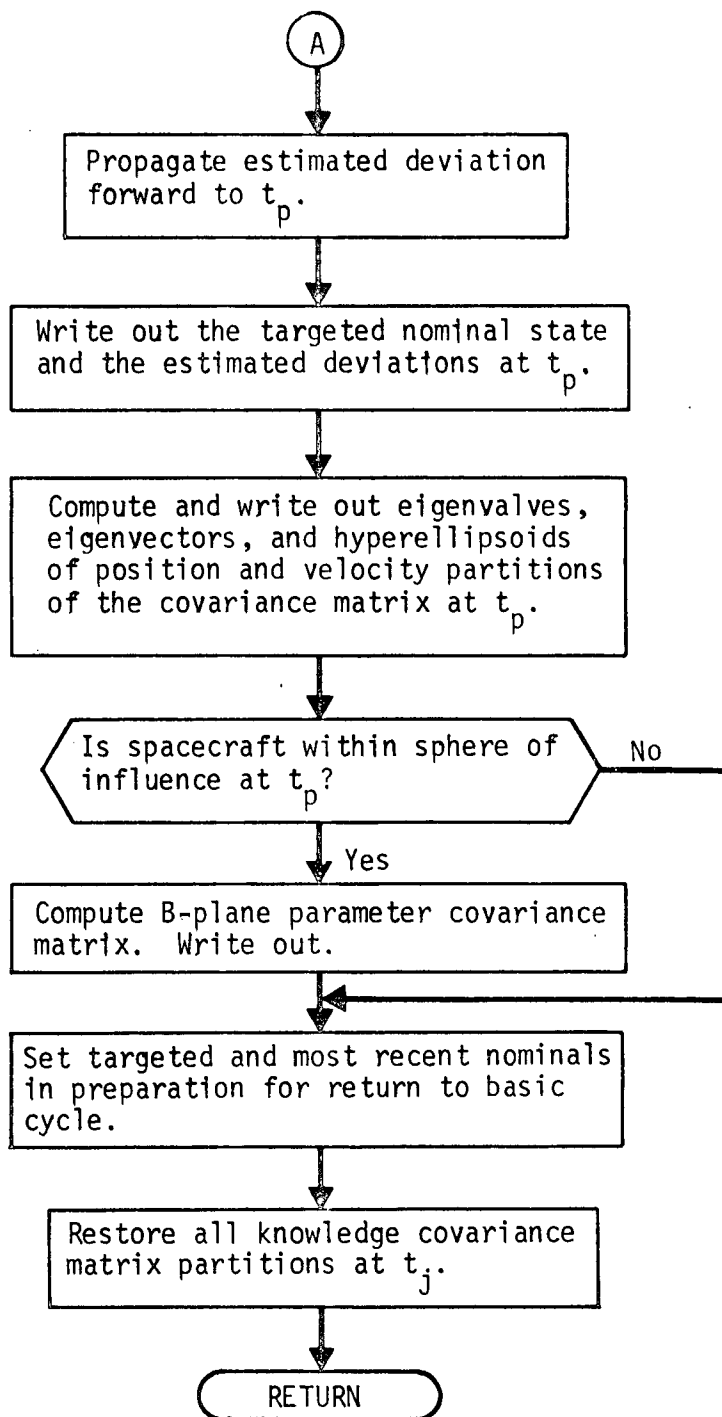 A
Propagate estimated deviation
forward to t_p.
Write out the targeted nominal state
and the estimated deviations at t_p.
Compute and write out eigenvalves,
eigenvectors, and hyperellipsoids
of position and velocity partitions
of the covariance matrix at t_p.
Is spacecraft within sphere of
influence at t_p?
No
Yes
Compute B-plane parameter covariance
matrix. Write out.
Set targeted and most recent nominals
in preparation for return to basic
cycle.
Restore all knowledge covariance
matrix partitions at t_j.
RETURN